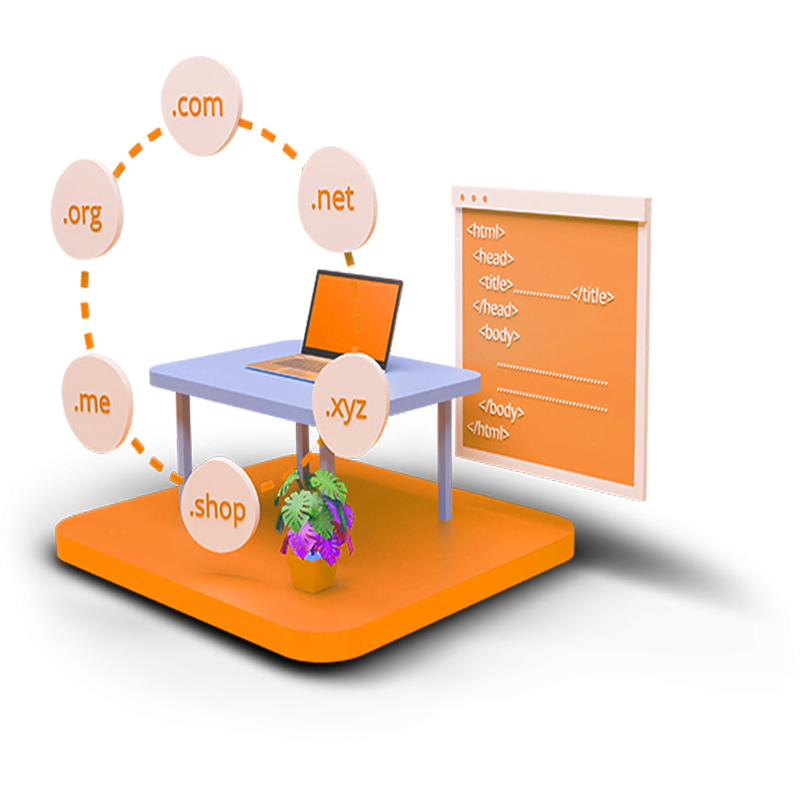 .com
.org
.net
.me
.xyz
.shop
<html>
<head>
<title>....................</title>
</head>
<body>
........................................
........................................
</body>
</html>